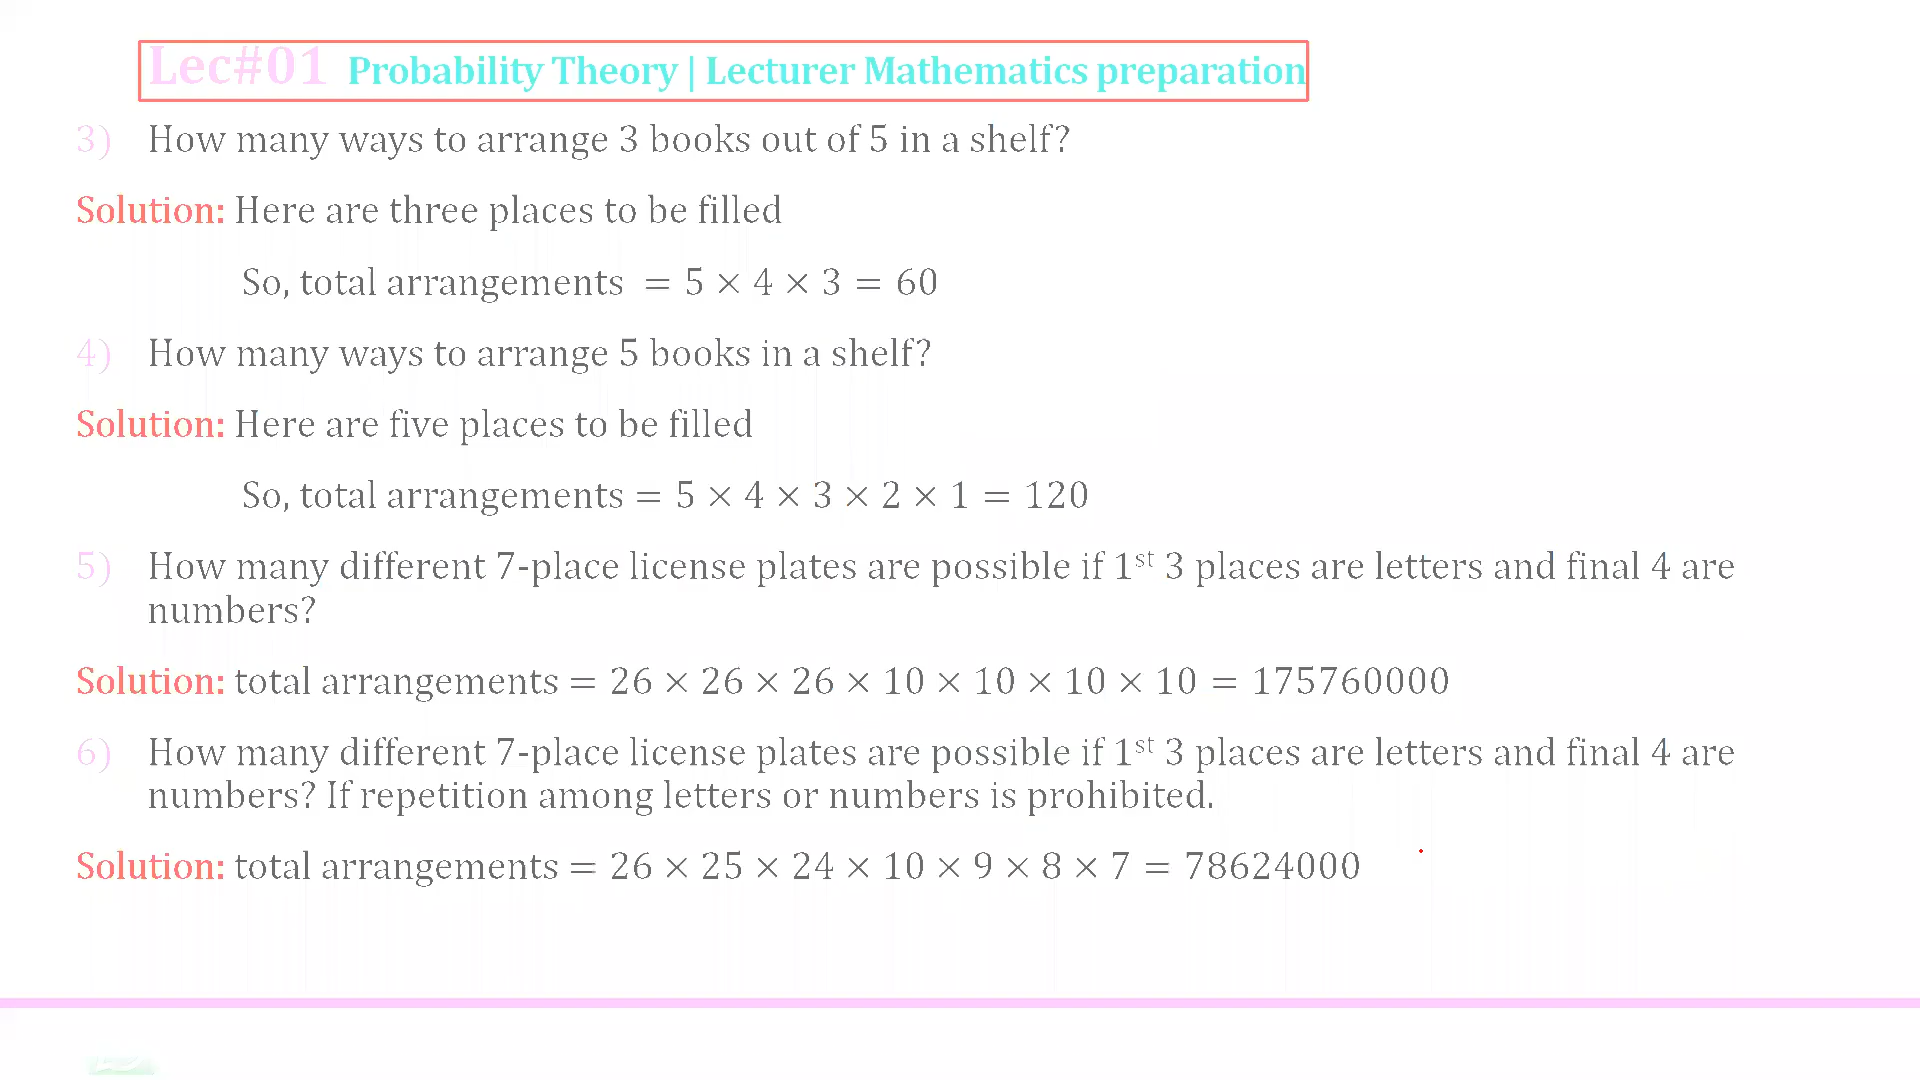 Lec#01 Probability Theory | Lecturer Mathematics preparation
3) How many ways to arrange 3 books out of 5 in a shelf?
Solution: Here are three places to be filled
So, total arrangements = 5 × 4 × 3 = 60
4) How many ways to arrange 5 books in a shelf?
Solution: Here are five places to be filled
So, total arrangements = 5 × 4 × 3 × 2 × 1 = 120
5) How many different 7-place license plates are possible if 1st 3 places are letters and final 4 are
numbers?
Solution: total arrangements = 26 × 26 × 26 × 10 × 10 × 10 × 10 = 175760000
6) How many different 7-place license plates are possible if 1st 3 places are letters and final 4 are
numbers? If repetition among letters or numbers is prohibited.
Solution: total arrangements = 26 × 25 × 24 × 10 × 9 × 8 × 7 = 78624000